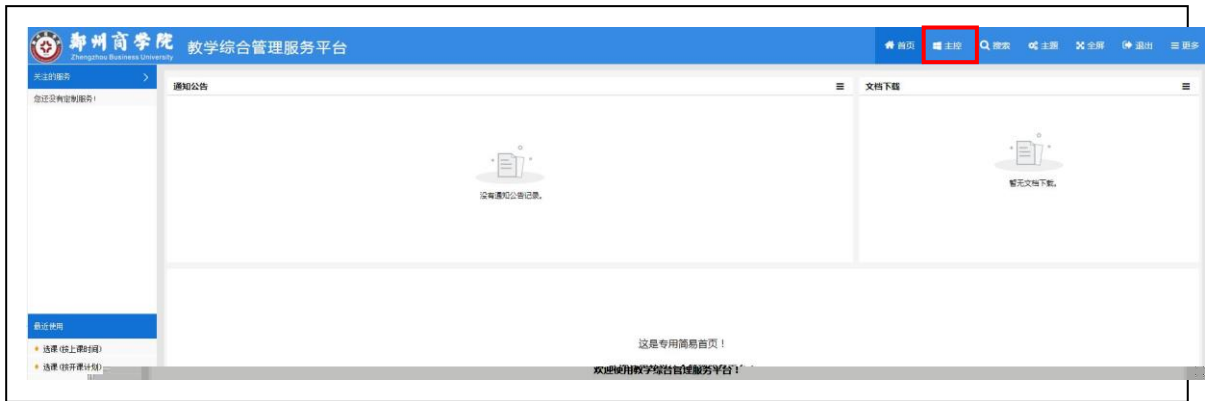 郑州商学院
Zhengzhou Business University
教学综合管理服务平台
首页 主控 搜索 主题 全屏 退出 更多
关注的服务
您还没有定制服务!
通知公告
没有通知公告记录。
文档下载
暂无文档下载。
最近使用
选课(按上课时间)
选课(按开课计划)
这是专用简易首页!
欢迎使用教学综合管理服务平台!